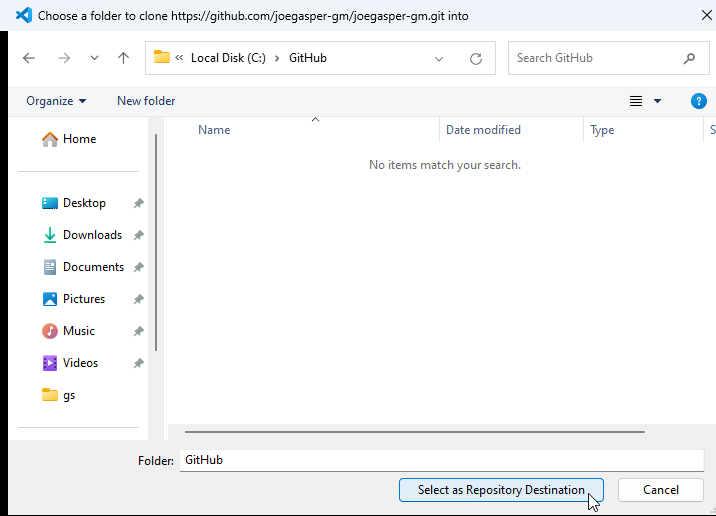 Choose a folder to clone https://github.com/joegasper-gm/joegasper-gm.git into
« Local Disk (C:) > GitHub
Search GitHub
Organize
New folder
?
Home
Desktop
Downloads
Documents
Pictures
Music
Videos
gs
Name
Date modified
Type
S
No items match your search.
Folder: GitHub
Select as Repository Destination
Cancel